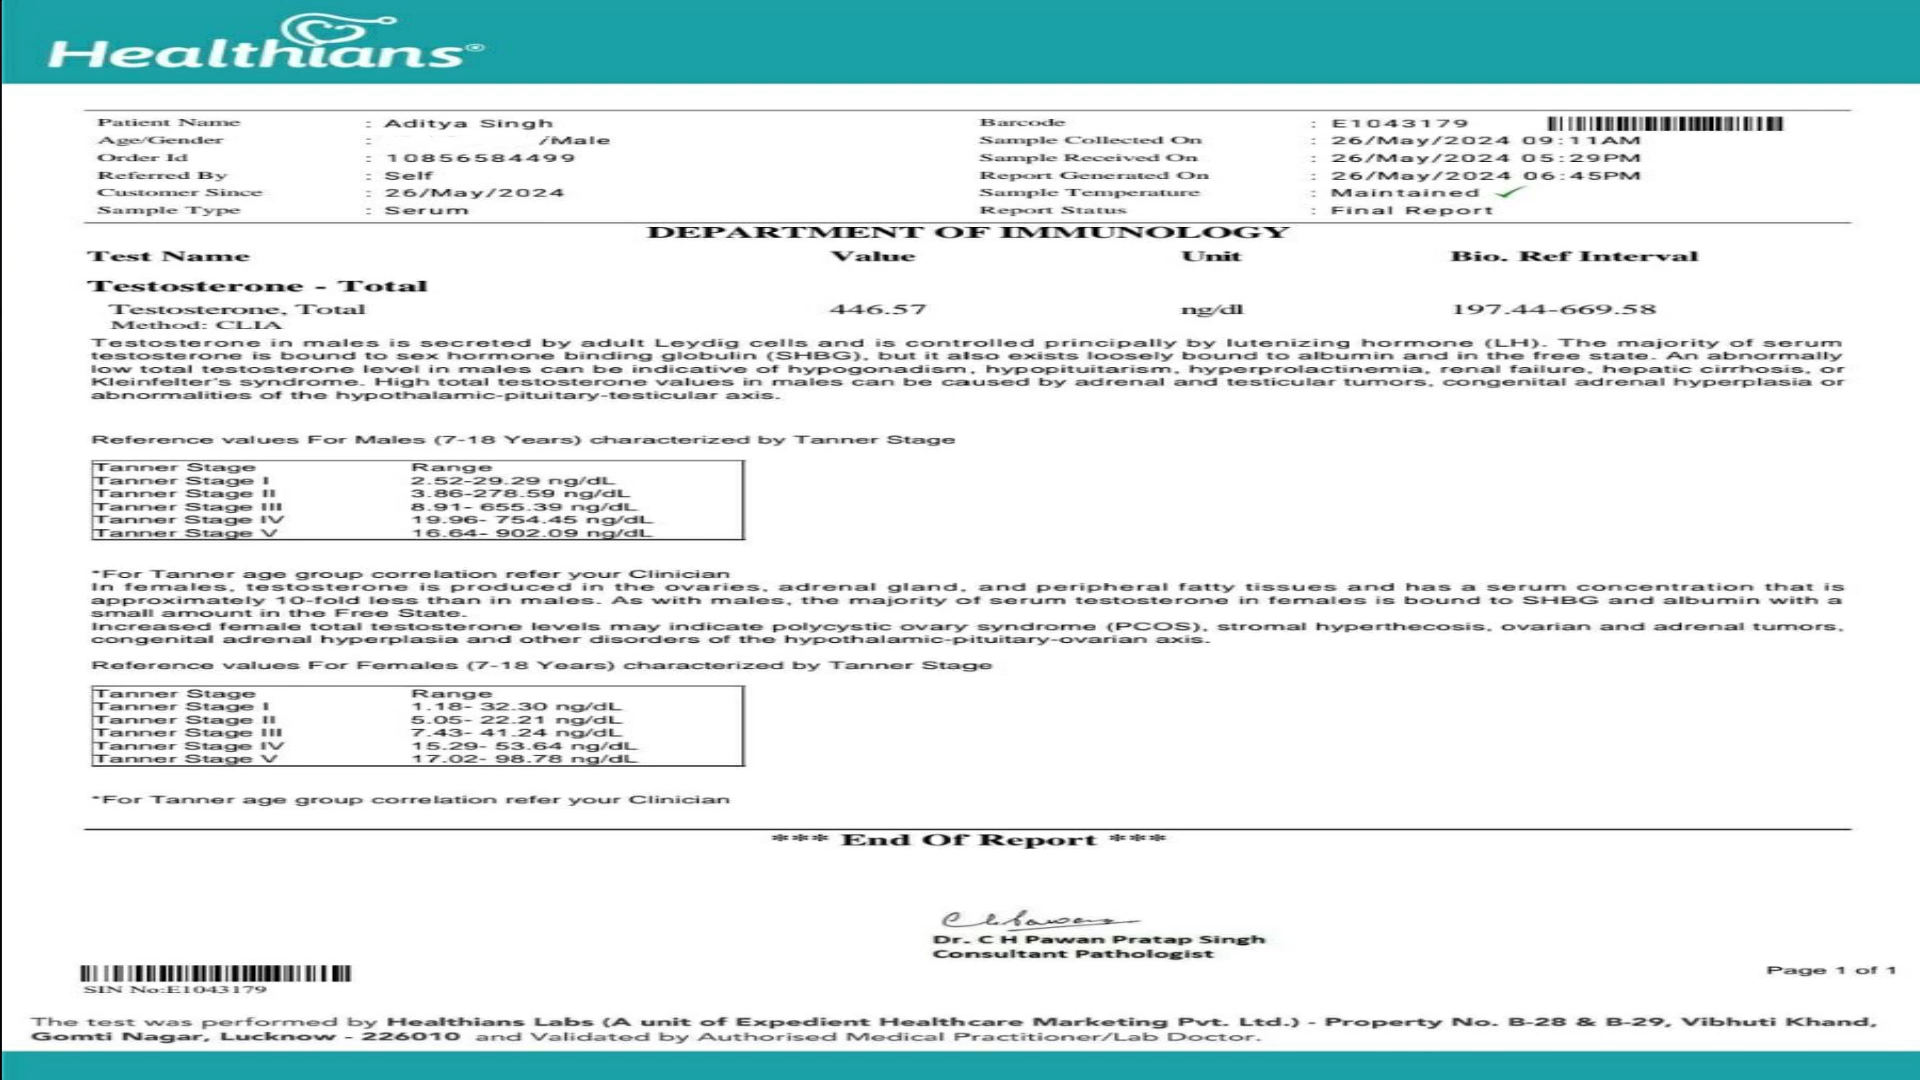 Healthians®
Patient Name : Aditya Singh Barcode : E1043179
Age/Gender : /Male Sample Collected On : 26/May/2024 09:11AM
Order Id : 10856584499 Sample Received On : 26/May/2024 05:29PM
Referred By : Self Report Generated On : 26/May/2024 06:45PM
Customer Since : 26/May/2024 Sample Temperature : Maintained ✓
Sample Type : Serum Report Status : Final Report
DEPARTMENT OF IMMUNOLOGY
Test Name Value Unit Bio. Ref Interval
Testosterone - Total
Testosterone, Total 446.57 ng/dl 197.44-669.58
Method: CLIA
Testosterone in males is secreted by adult Leydig cells and is controlled principally by lutenizing hormone (LH). The majority of serum
testosterone is bound to sex hormone binding globulin (SHBG), but it also exists loosely bound to albumin and in the free state. An abnormally
low total testosterone level in males can be indicative of hypogonadism, hypopituitarism, hyperprolactinemia, renal failure, hepatic cirrhosis, or
Kleinfelter's syndrome. High total testosterone values in males can be caused by adrenal and testicular tumors, congenital adrenal hyperplasia or
abnormalities of the hypothalamic-pituitary-testicular axis.
Reference values For Males (7-18 Years) characterized by Tanner Stage
Tanner Stage Range
Tanner Stage I 2.52-29.29 ng/dL
Tanner Stage II 3.86-278.59 ng/dL
Tanner Stage III 8.91- 655.39 ng/dL
Tanner Stage IV 19.96- 754.45 ng/dL
Tanner Stage V 16.64- 902.09 ng/dL
*For Tanner age group correlation refer your Clinician
In females, testosterone is produced in the ovaries, adrenal gland, and peripheral fatty tissues and has a serum concentration that is
approximately 10-fold less than in males. As with males, the majority of serum testosterone in females is bound to SHBG and albumin with a
small amount in the Free State.
Increased female total testosterone levels may indicate polycystic ovary syndrome (PCOS), stromal hyperthecosis, ovarian and adrenal tumors,
congenital adrenal hyperplasia and other disorders of the hypothalamic-pituitary-ovarian axis.
Reference values For Females (7-18 Years) characterized by Tanner Stage
Tanner Stage Range
Tanner Stage I 1.18- 32.30 ng/dL
Tanner Stage II 5.05- 22.21 ng/dL
Tanner Stage III 7.43- 41.24 ng/dL
Tanner Stage IV 15.29- 53.64 ng/dL
Tanner Stage V 17.02- 98.78 ng/dL
*For Tanner age group correlation refer your Clinician
*** End Of Report ***
Dr. C H Pawan Pratap Singh
Consultant Pathologist
SIN No:E1043179
Page 1 of 1
The test was performed by Healthians Labs (A unit of Expedient Healthcare Marketing Pvt. Ltd.) - Property No. B-28 & B-29, Vibhuti Khand,
Gomti Nagar, Lucknow - 226010 and Validated by Authorised Medical Practitioner/Lab Doctor.